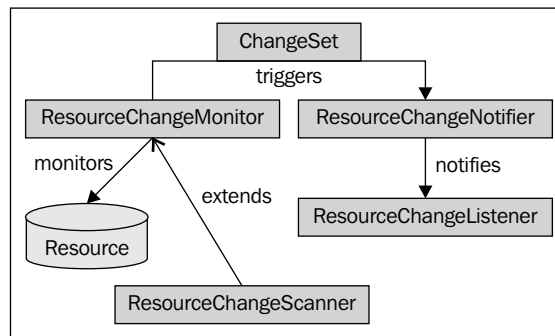 ChangeSet
triggers
ResourceChangeMonitor
ResourceChangeNotifier
monitors
notifies
extends
Resource
ResourceChangeListener
ResourceChangeScanner